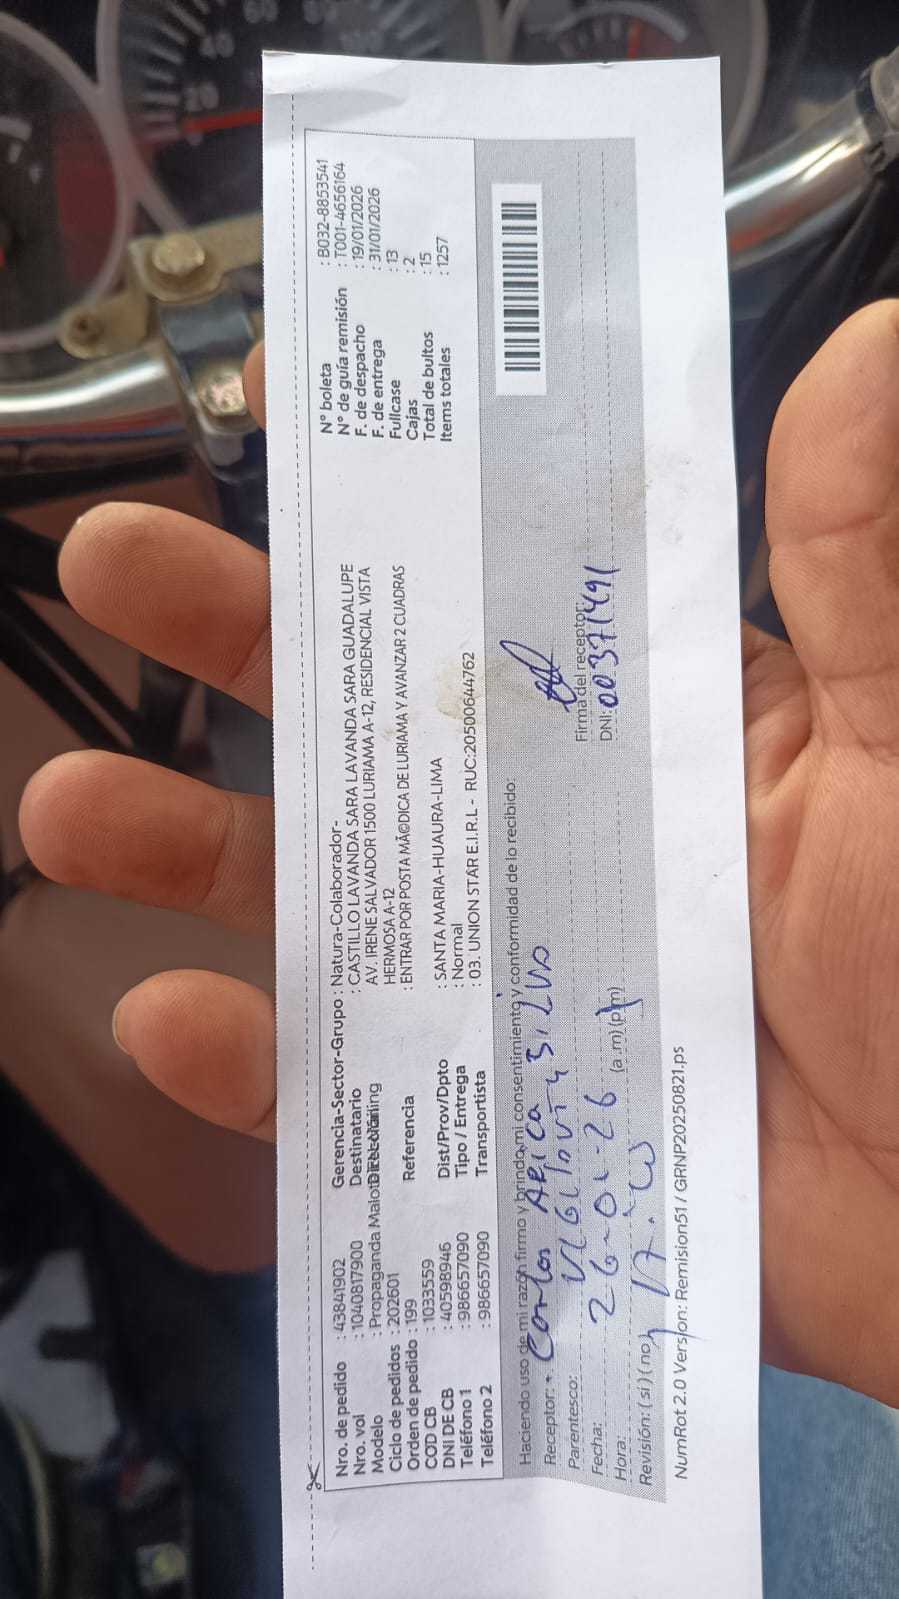 Nro. de pedido : 43841902
Nro. vol : 1040817900
Modelo : Propaganda Malote
Ciclo de pedidos : 202601
Orden de pedido : 199
COD CB : 1033559
DNI DE CB : 40598946
Teléfono 1 : 986657090
Teléfono 2 : 986657090
Gerencia-Sector-Grupo : Natura-Colaborador-
Destinatario : CASTILLO LAVANDA SARA LAVANDA SARA GUADALUPE
AV. IRENE SALVADOR 1500 LURIAMA A-12, RESIDENCIAL VISTA
HERMOSA A-12
Referencia : ENTRAR POR POSTA MÃ©DICA DE LURIAMA Y AVANZAR 2 CUADRAS
Dist/Prov/Dpto : SANTA MARIA-HUAURA-LIMA
Tipo / Entrega : Normal
Transportista : 03. UNION STAR E.I.R.L - RUC:20500644762
N° boleta : B032-8853541
N° de guía remisión : T001-4656164
F. de despacho : 19/01/2026
F. de entrega : 31/01/2026
Fullcase : 13
Cajas : 2
Total de bultos : 15
Items totales : 1257
Haciendo uso de mi razón firmo y brindo mi consentimiento y conformidad de lo recibido:
Receptor: Carlos
Parentesco:
Fecha: 26-01-26
Hora: (a.m) (p.m)
Revisión: ( si ) ( no )
Firma del receptor:
DNI: 00371491
NumRot 2.0 Version: Remision51 / GRNP20250821.ps